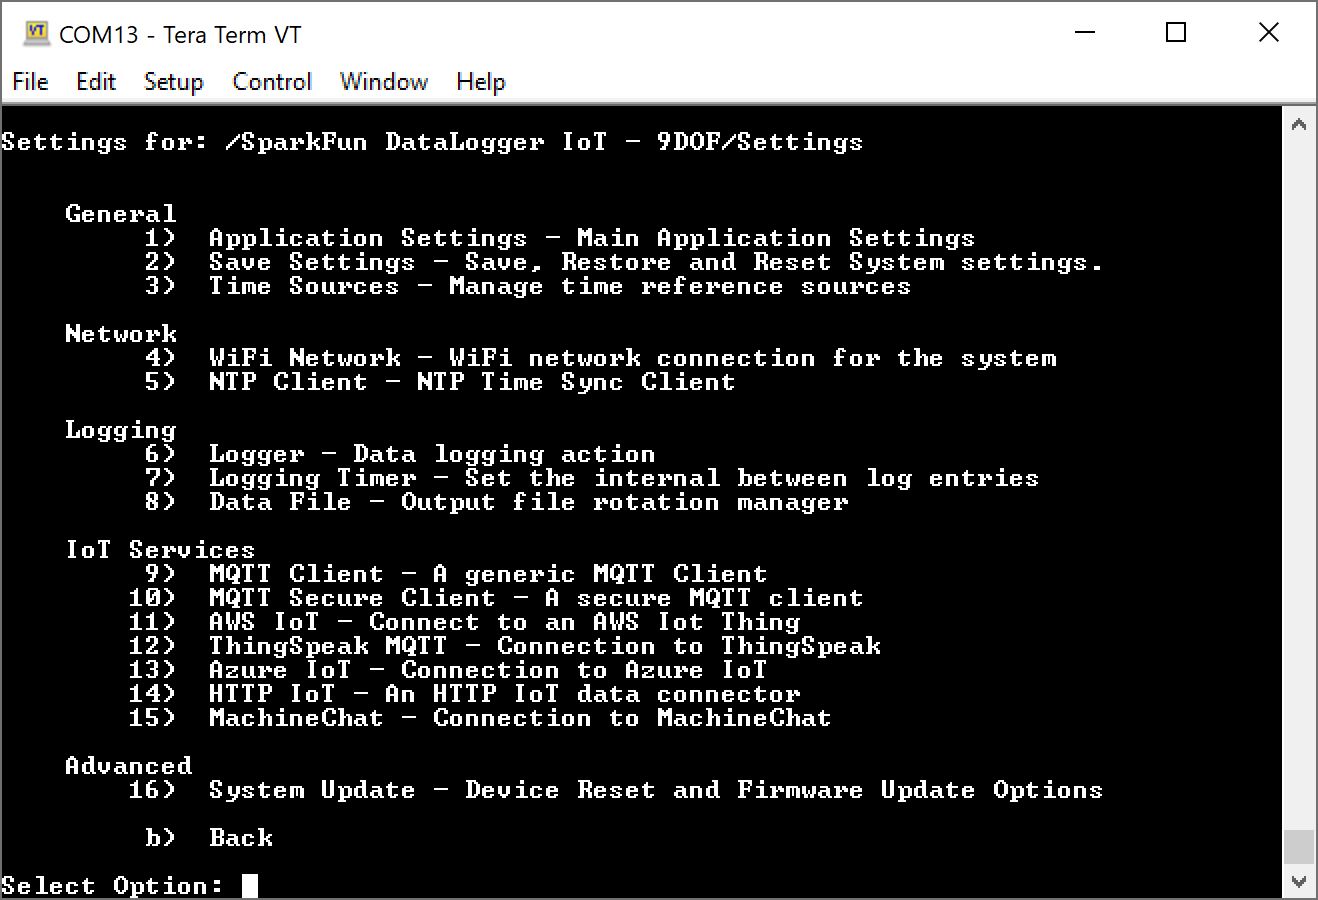 VT COM13 - Tera Term VT
File Edit Setup Control Window Help
Settings for: /SparkFun DataLogger IoT - 9DOF/Settings
General
1) Application Settings - Main Application Settings
2) Save Settings - Save, Restore and Reset System settings.
3) Time Sources - Manage time reference sources
Network
4) WiFi Network - WiFi network connection for the system
5) NTP Client - NTP Time Sync Client
Logging
6) Logger - Data logging action
7) Logging Timer - Set the internal between log entries
8) Data File - Output file rotation manager
IoT Services
9) MQTT Client - A generic MQTT Client
10) MQTT Secure Client - A secure MQTT client
11) AWS IoT - Connect to an AWS Iot Thing
12) ThingSpeak MQTT - Connection to ThingSpeak
13) Azure IoT - Connection to Azure IoT
14) HTTP IoT - An HTTP IoT data connector
15) MachineChat - Connection to MachineChat
Advanced
16) System Update - Device Reset and Firmware Update Options
b) Back
Select Option: